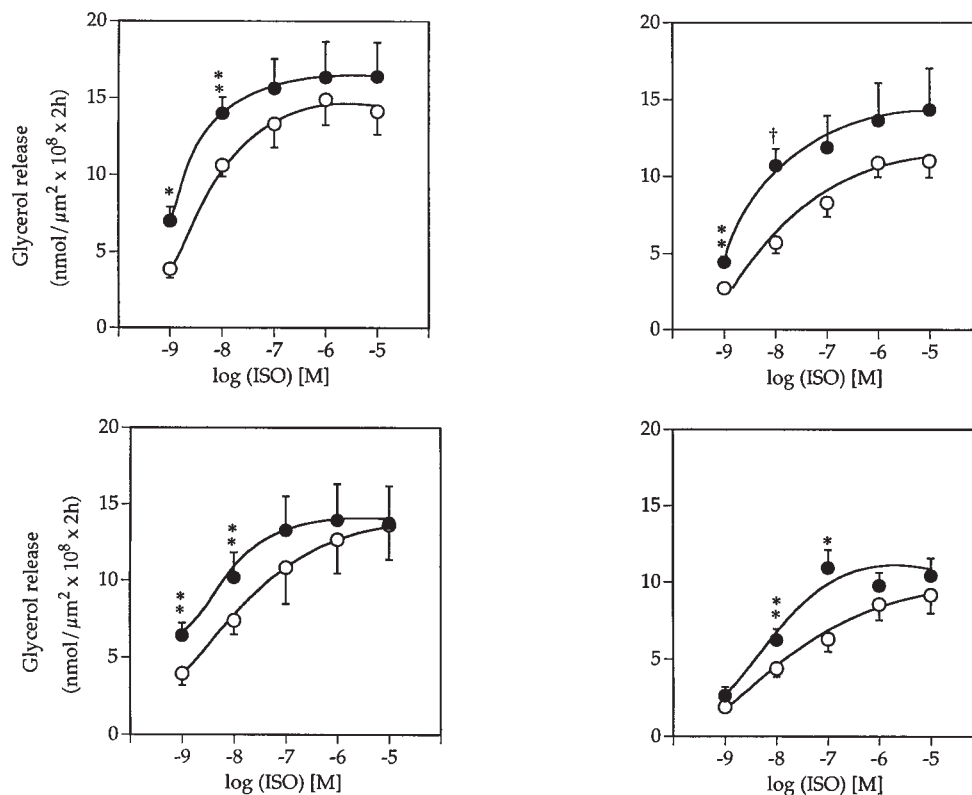 20
15
10
5
0
Glycerol release
(nmol/μm² x 10⁸ x 2h)
*
**
-9 -8 -7 -6 -5
log (ISO) [M]
20
15
10
5
0
**
†
-9 -8 -7 -6 -5
log (ISO) [M]
20
15
10
5
0
Glycerol release
(nmol/μm² x 10⁸ x 2h)
**
**
-9 -8 -7 -6 -5
log (ISO) [M]
20
15
10
5
0
**
*
-9 -8 -7 -6 -5
log (ISO) [M]